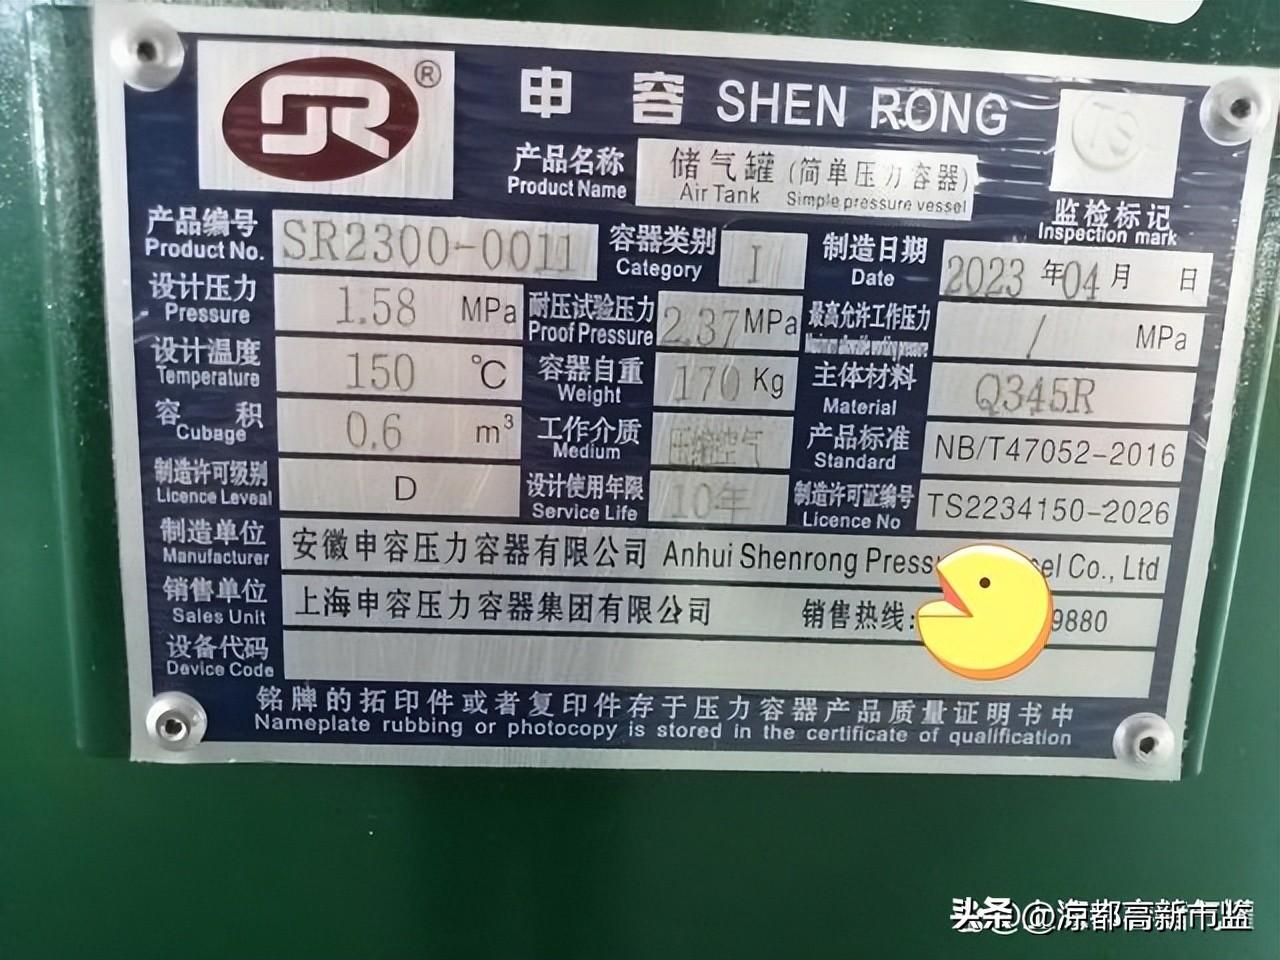 SR®
申 容 SHEN RONG
TS
产品名称 储气罐(简单压力容器)
Product Name Air Tank Simple pressure vessel
监检标记
Inspection mark
产品编号 SR2300-0011 容器类别 I 制造日期 2023年04月 日
Product No. Category Date
设计压力 1.58 MPa 耐压试验压力 2.37 MPa 最高允许工作压力 / MPa
Pressure Proof Pressure Maximum allowable working pressure
设计温度 150 ℃ 容器自重 170 Kg 主体材料 Q345R
Temperature Weight Material
容 积 0.6 m³ 工作介质 压缩空气 产品标准 NB/T47052-2016
Cubage Medium Standard
制造许可级别 D 设计使用年限 10年 制造许可证编号 TS2234150-2026
Licence Leveal Service Life Licence No
制造单位 安徽申容压力容器有限公司 Anhui Shenrong Press sel Co., Ltd
Manufacturer
销售单位 上海申容压力容器集团有限公司 销售热线: 9880
Sales Unit
设备代码
Device Code
铭牌的拓印件或者复印件存于压力容器产品质量证明书中
Nameplate rubbing or photocopy is stored in the certificate of qualification
头条 @凉都高新市监